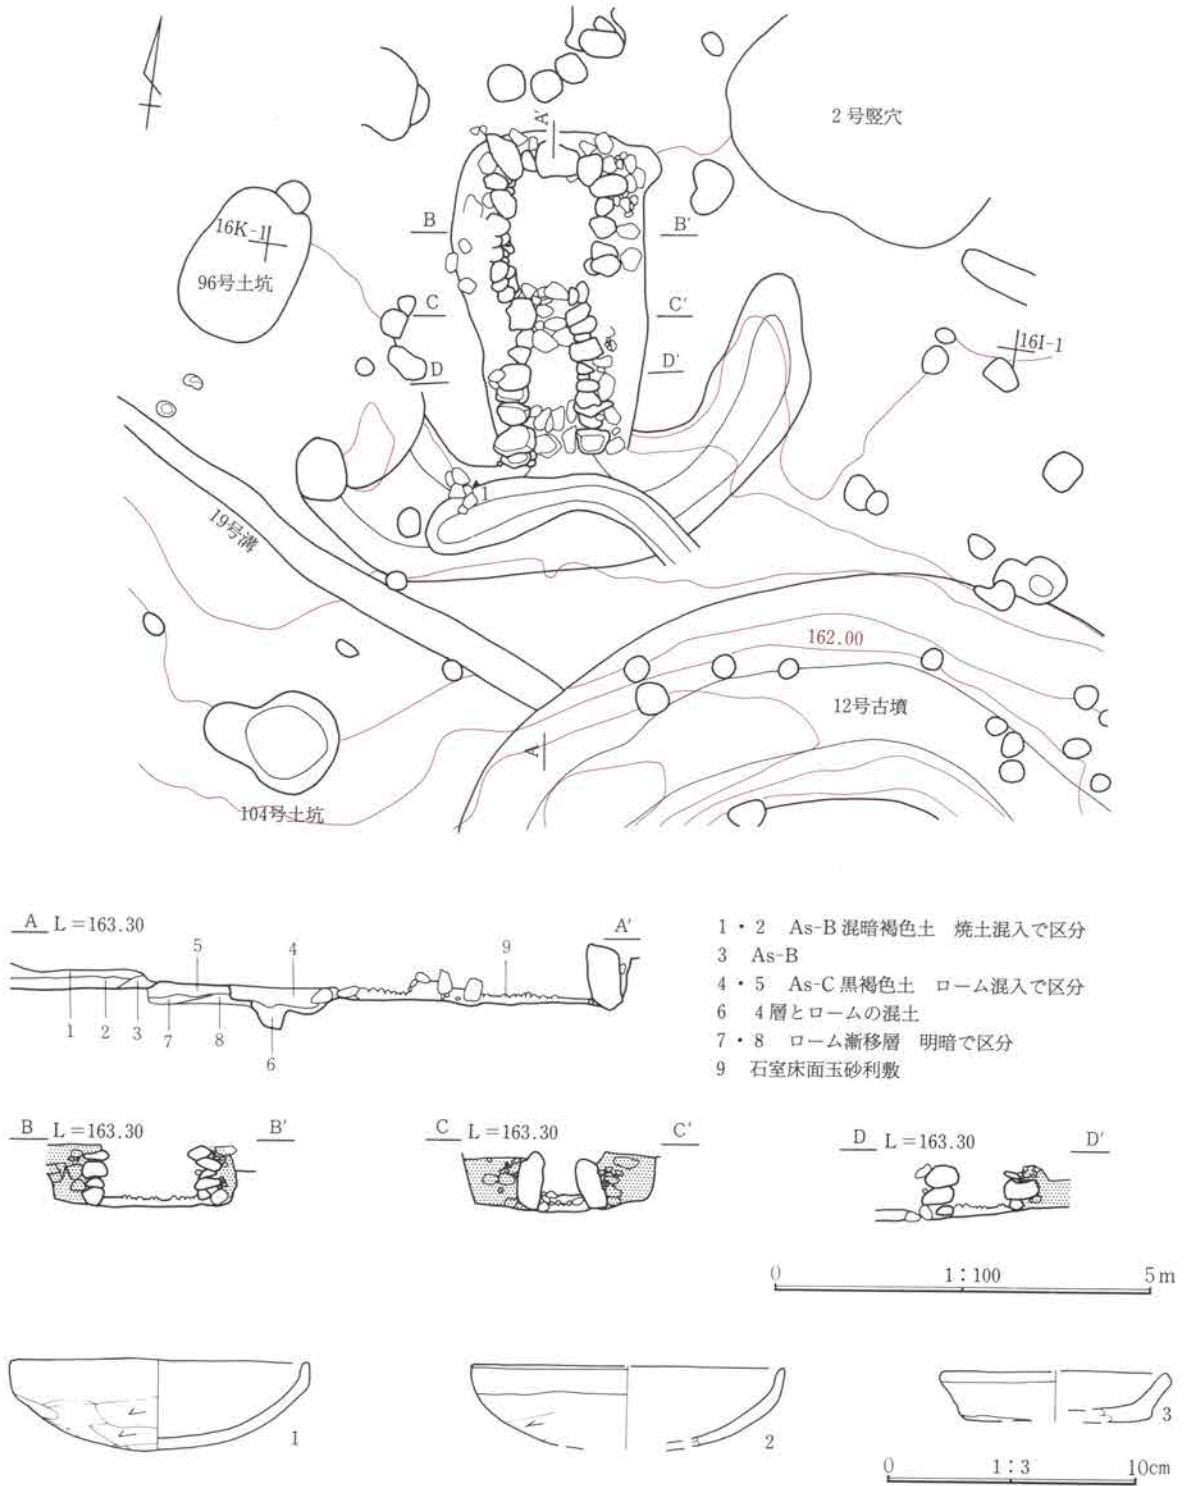 A'
2号竪穴
B
B'
16K-1
96号土坑
C
C'
16I-1
D
D'
1
19号溝
162.00
12号古墳
A
104号土坑
A L=163.30
A'
5
4
9
1
2
3
7
8
6
1・2 As-B混暗褐色土 焼土混入で区分
3 As-B
4・5 As-C黒褐色土 ローム混入で区分
6 4層とロームの混土
7・8 ローム漸移層 明暗で区分
9 石室床面玉砂利敷
B L=163.30
B'
C L=163.30
C'
D L=163.30
D'
0 1:100 5m
1
2
3
0 1:3 10cm